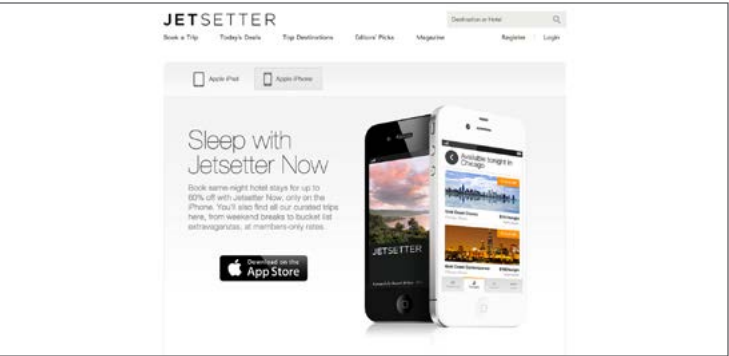 JETSETTER
Destination or Hotel
Book a Trip Today's Deals Top Destinations Editors' Picks Magazine Register Login
Apple iPad Apple iPhone
Sleep with
Jetsetter Now
Book same-night hotel stays for up to
60% off with Jetsetter Now, only on the
iPhone. You'll also find all our curated trips
here, from weekend breaks to bucket list
extravaganzas, at members-only rates.
Download on the
App Store
JETSETTER
Available tonight in
Chicago